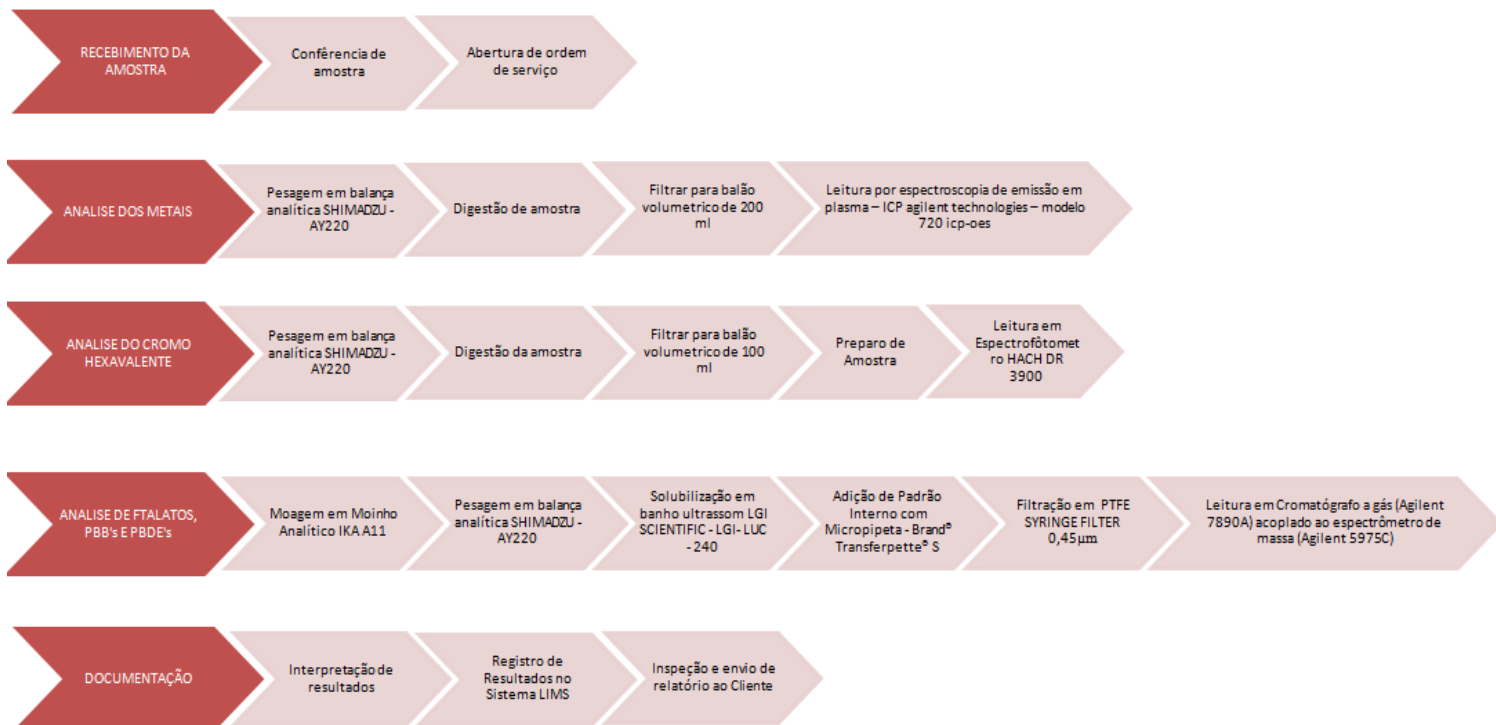 RECEBIMENTO DA
AMOSTRA
Confêrencia de
amostra
Abertura de ordem
de serviço
ANALISE DOS METAIS
Pesagem em balança
analítica SHIMADZU -
AY220
Digestão de amostra
Filtrar para balão
volumetrico de 200
ml
Leitura por espectroscopia de emissão em
plasma – ICP agilent technologies – modelo
720 icp-oes
ANALISE DO CROMO
HEXAVALENTE
Pesagem em balança
analítica SHIMADZU -
AY220
Digestão da amostra
Filtrar para balão
volumetrico de 100
ml
Preparo de
Amostra
Leitura em
Espectrofôtomet
ro HACH DR
3900
ANALISE DE FTALATOS,
PBB's E PBDE's
Moagem em Moinho
Analítico IKA A11
Pesagem em balança
analítica SHIMADZU -
AY220
Solubilização em
banho ultrassom LGI
SCIENTIFIC - LGI- LUC
- 240
Adição de Padrão
Interno com
Micropipeta - Brand®
Transferpette® S
Filtração em PTFE
SYRINGE FILTER
0,45µm
Leitura em Cromatógrafo a gás (Agilent
7890A) acoplado ao espectrômetro de
massa (Agilent 5975C)
DOCUMENTAÇÃO
Interpretação de
resultados
Registro de
Resultados no
Sistema LIMS
Inspeção e envio de
relatório ao Cliente